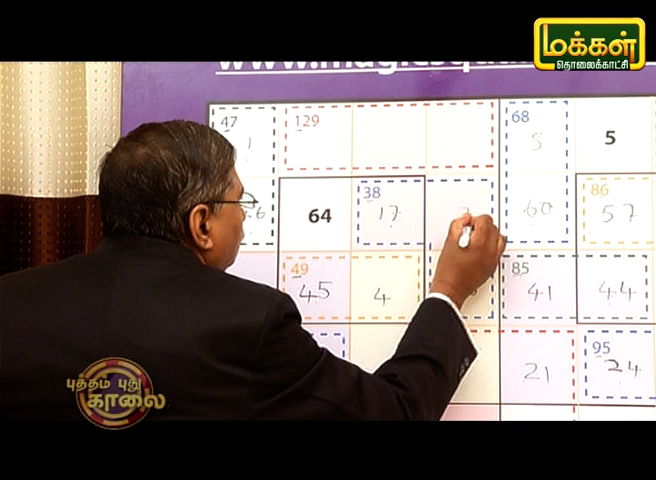 மக்கள்
தொலைக்காட்சி
47 129 68
1 5
38 86
64 17 60 57
49 85
45 4 41 44
95
21 24
புத்தம் புது
காலை